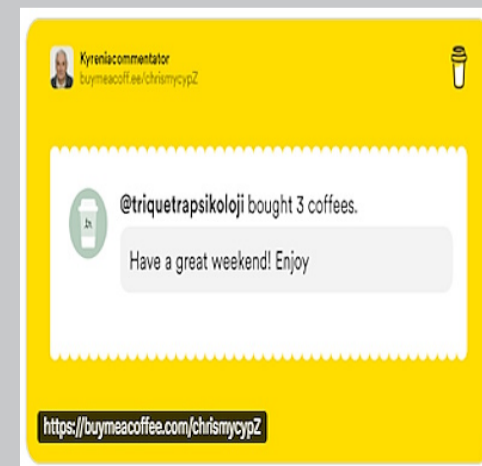 Kyreniacommentator
buymeacoff.ee/chrismycypZ
@triquetrapsikoloji bought 3 coffees.
Have a great weekend! Enjoy
https://buymeacoffee.com/chrismycypZ